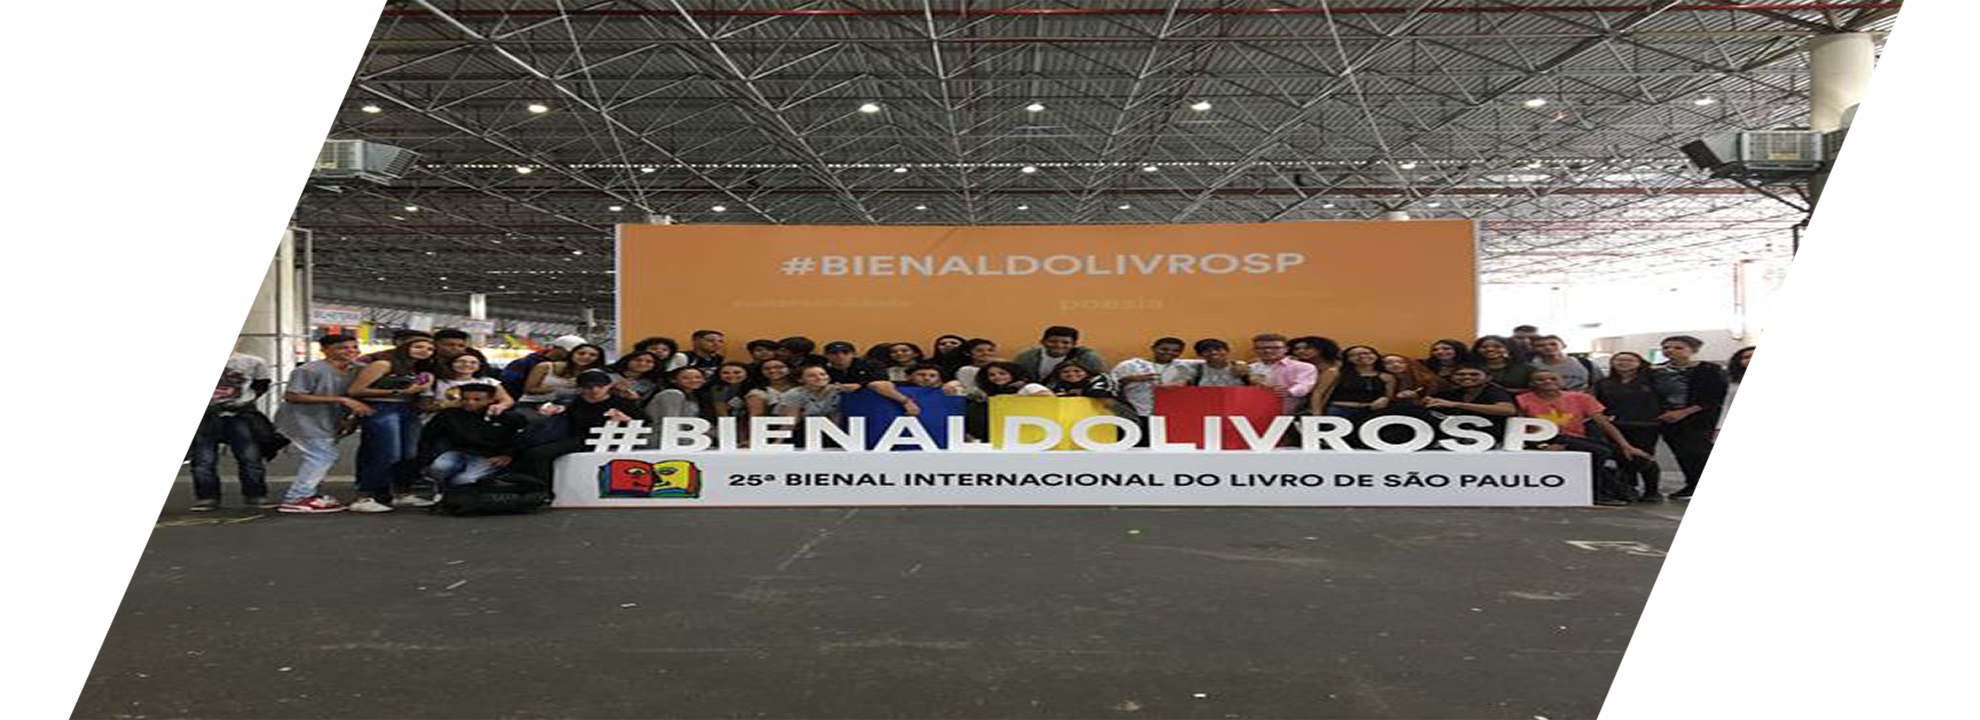 #BIENALDOLIVROSP
poesia
#BIENALDOLIVROSP
25ª BIENAL INTERNACIONAL DO LIVRO DE SÃO PAULO